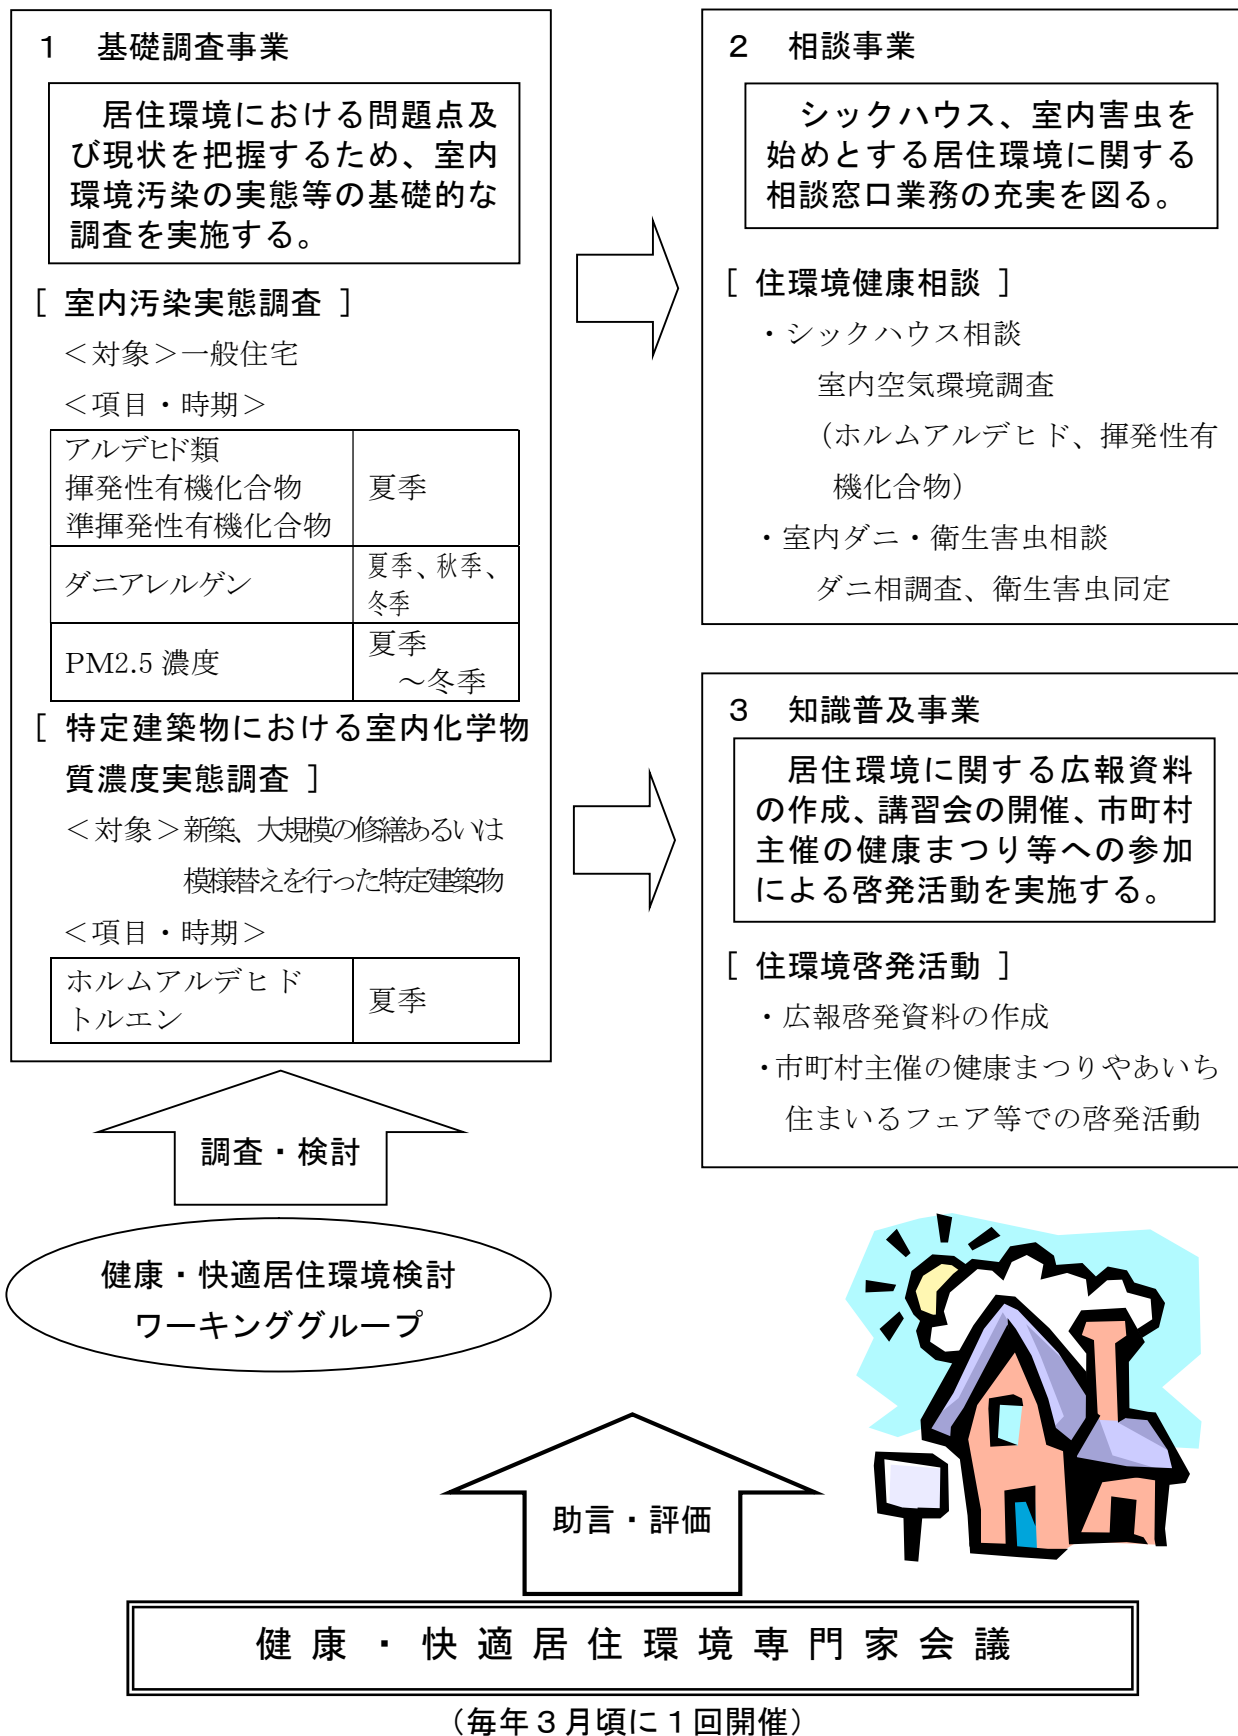 １　基礎調査事業
居住環境における問題点及
び現状を把握するため、室内
環境汚染の実態等の基礎的な
調査を実施する。
［ 室内汚染実態調査 ］
＜対象＞一般住宅
＜項目・時期＞
アルデヒド類
揮発性有機化合物
準揮発性有機化合物
夏季
ダニアレルゲン
夏季、秋季、
冬季
PM2.5 濃度
夏季
～冬季
［ 特定建築物における室内化学物
質濃度実態調査 ］
＜対象＞新築、大規模の修繕あるいは
模様替えを行った特定建築物
＜項目・時期＞
ホルムアルデヒド
トルエン
夏季
調査・検討
健康・快適居住環境検討
ワーキンググループ
２　相談事業
シックハウス、室内害虫を
始めとする居住環境に関する
相談窓口業務の充実を図る。
［ 住環境健康相談 ］
・シックハウス相談
室内空気環境調査
（ホルムアルデヒド、揮発性有
機化合物）
・室内ダニ・衛生害虫相談
ダニ相調査、衛生害虫同定
３　知識普及事業
居住環境に関する広報資料
の作成、講習会の開催、市町村
主催の健康まつり等への参加
による啓発活動を実施する。
［ 住環境啓発活動 ］
・広報啓発資料の作成
・市町村主催の健康まつりやあいち
住まいるフェア等での啓発活動
助言・評価
健康・快適居住環境専門家会議
（毎年３月頃に１回開催）